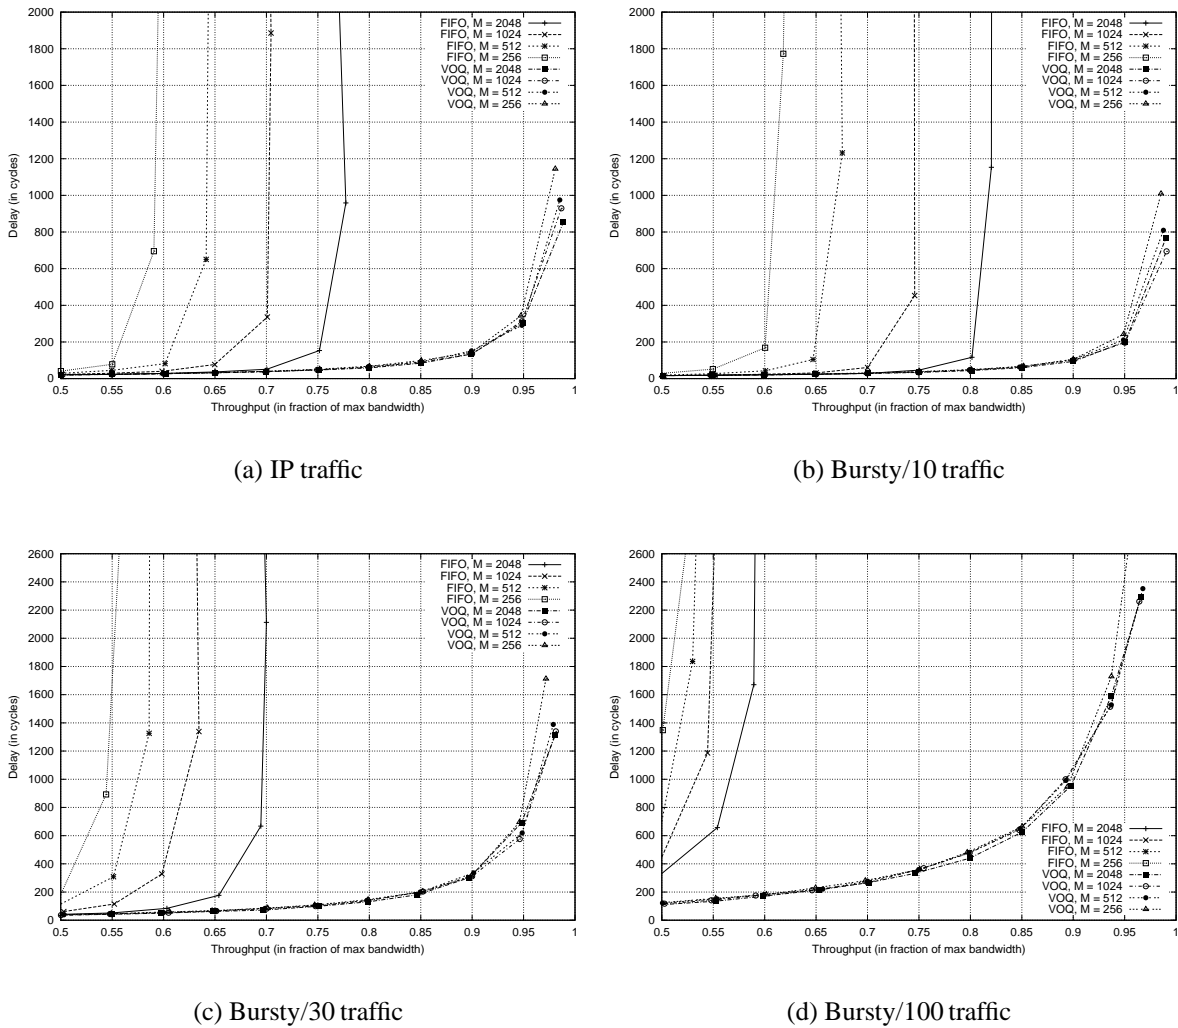 2000
1800
1600
1400
1200
1000
800
600
400
200
0
Delay (in cycles)
FIFO, M = 2048
FIFO, M = 1024
FIFO, M = 512
FIFO, M = 256
VOQ, M = 2048
VOQ, M = 1024
VOQ, M = 512
VOQ, M = 256
0.5 0.55 0.6 0.65 0.7 0.75 0.8 0.85 0.9 0.95 1
Throughput (in fraction of max bandwidth)
(a) IP traffic
2000
1800
1600
1400
1200
1000
800
600
400
200
0
Delay (in cycles)
FIFO, M = 2048
FIFO, M = 1024
FIFO, M = 512
FIFO, M = 256
VOQ, M = 2048
VOQ, M = 1024
VOQ, M = 512
VOQ, M = 256
0.5 0.55 0.6 0.65 0.7 0.75 0.8 0.85 0.9 0.95 1
Throughput (in fraction of max bandwidth)
(b) Bursty/10 traffic
2600
2400
2200
2000
1800
1600
1400
1200
1000
800
600
400
200
0
Delay (in cycles)
FIFO, M = 2048
FIFO, M = 1024
FIFO, M = 512
FIFO, M = 256
VOQ, M = 2048
VOQ, M = 1024
VOQ, M = 512
VOQ, M = 256
0.5 0.55 0.6 0.65 0.7 0.75 0.8 0.85 0.9 0.95 1
Throughput (in fraction of max bandwidth)
(c) Bursty/30 traffic
2600
2400
2200
2000
1800
1600
1400
1200
1000
800
600
400
200
0
Delay (in cycles)
FIFO, M = 2048
FIFO, M = 1024
FIFO, M = 512
FIFO, M = 256
VOQ, M = 2048
VOQ, M = 1024
VOQ, M = 512
VOQ, M = 256
0.5 0.55 0.6 0.65 0.7 0.75 0.8 0.85 0.9 0.95 1
Throughput (in fraction of max bandwidth)
(d) Bursty/100 traffic